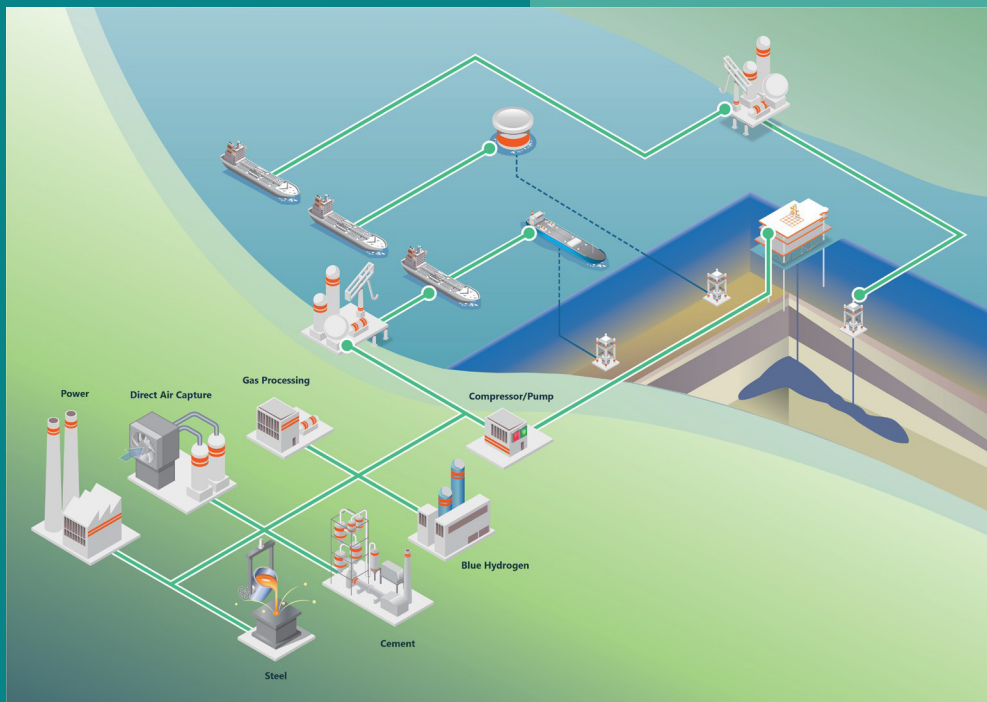 Power
Direct Air Capture
Gas Processing
Compressor/Pump
Blue Hydrogen
Cement
Steel